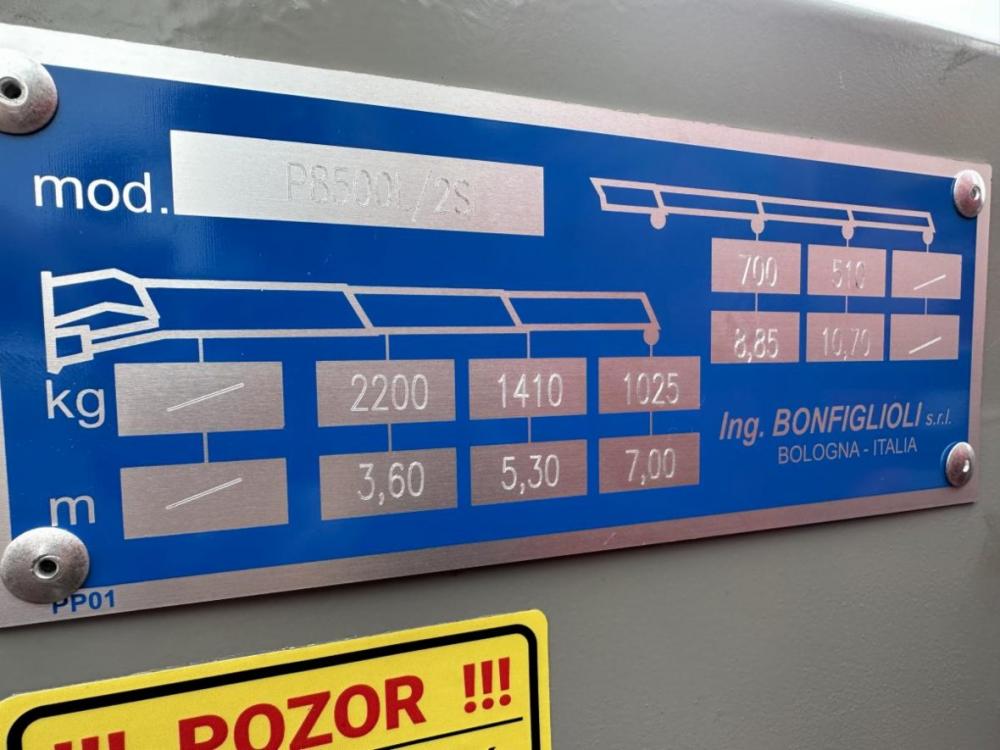 mod. P8500L/2S
700 510 /
8,85 10,70 /
kg / 2200 1410 1025
m / 3,60 5,30 7,00
Ing. BONFIGLIOLI s.r.l.
BOLOGNA - ITALIA
PP01
!!! POZOR !!!